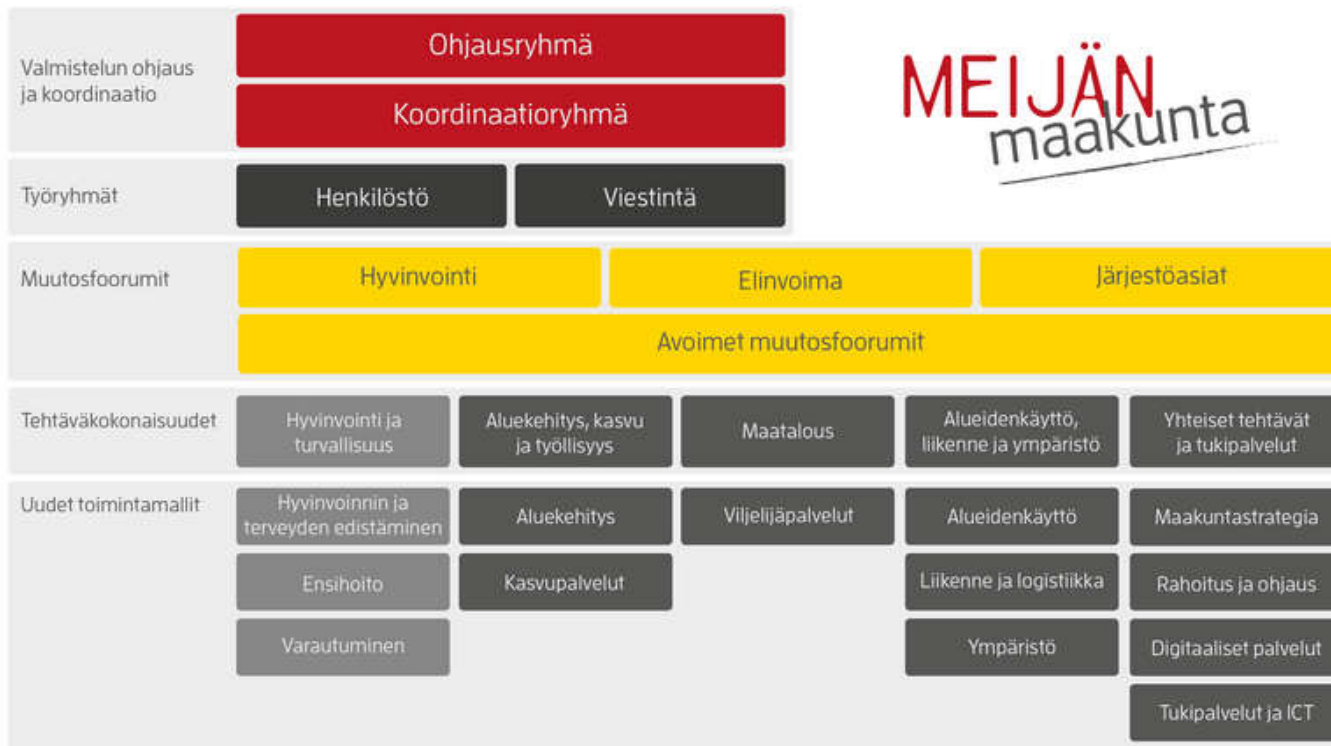 Valmistelun ohjaus
ja koordinaatio
Ohjausryhmä
Koordinaatioryhmä
MEIJÄN
maakunta
Työryhmät
Henkilöstö
Viestintä
Muutosfoorumit
Hyvinvointi
Elinvoima
Järjestöasiat
Avoimet muutosfoorumit
Tehtäväkokonaisuudet
Hyvinvointi ja
turvallisuus
Aluekehitys, kasvu
ja työllisyys
Maatalous
Alueidenkäyttö,
liikenne ja ympäristö
Yhteiset tehtävät
ja tukipalvelut
Uudet toimintamallit
Hyvinvoinnin ja
terveyden edistäminen
Aluekehitys
Viljelijäpalvelut
Alueidenkäyttö
Maakuntastrategia
Ensihoito
Kasvupalvelut
Liikenne ja logistiikka
Rahoitus ja ohjaus
Varautuminen
Ympäristö
Digitaaliset palvelut
Tukipalvelut ja ICT